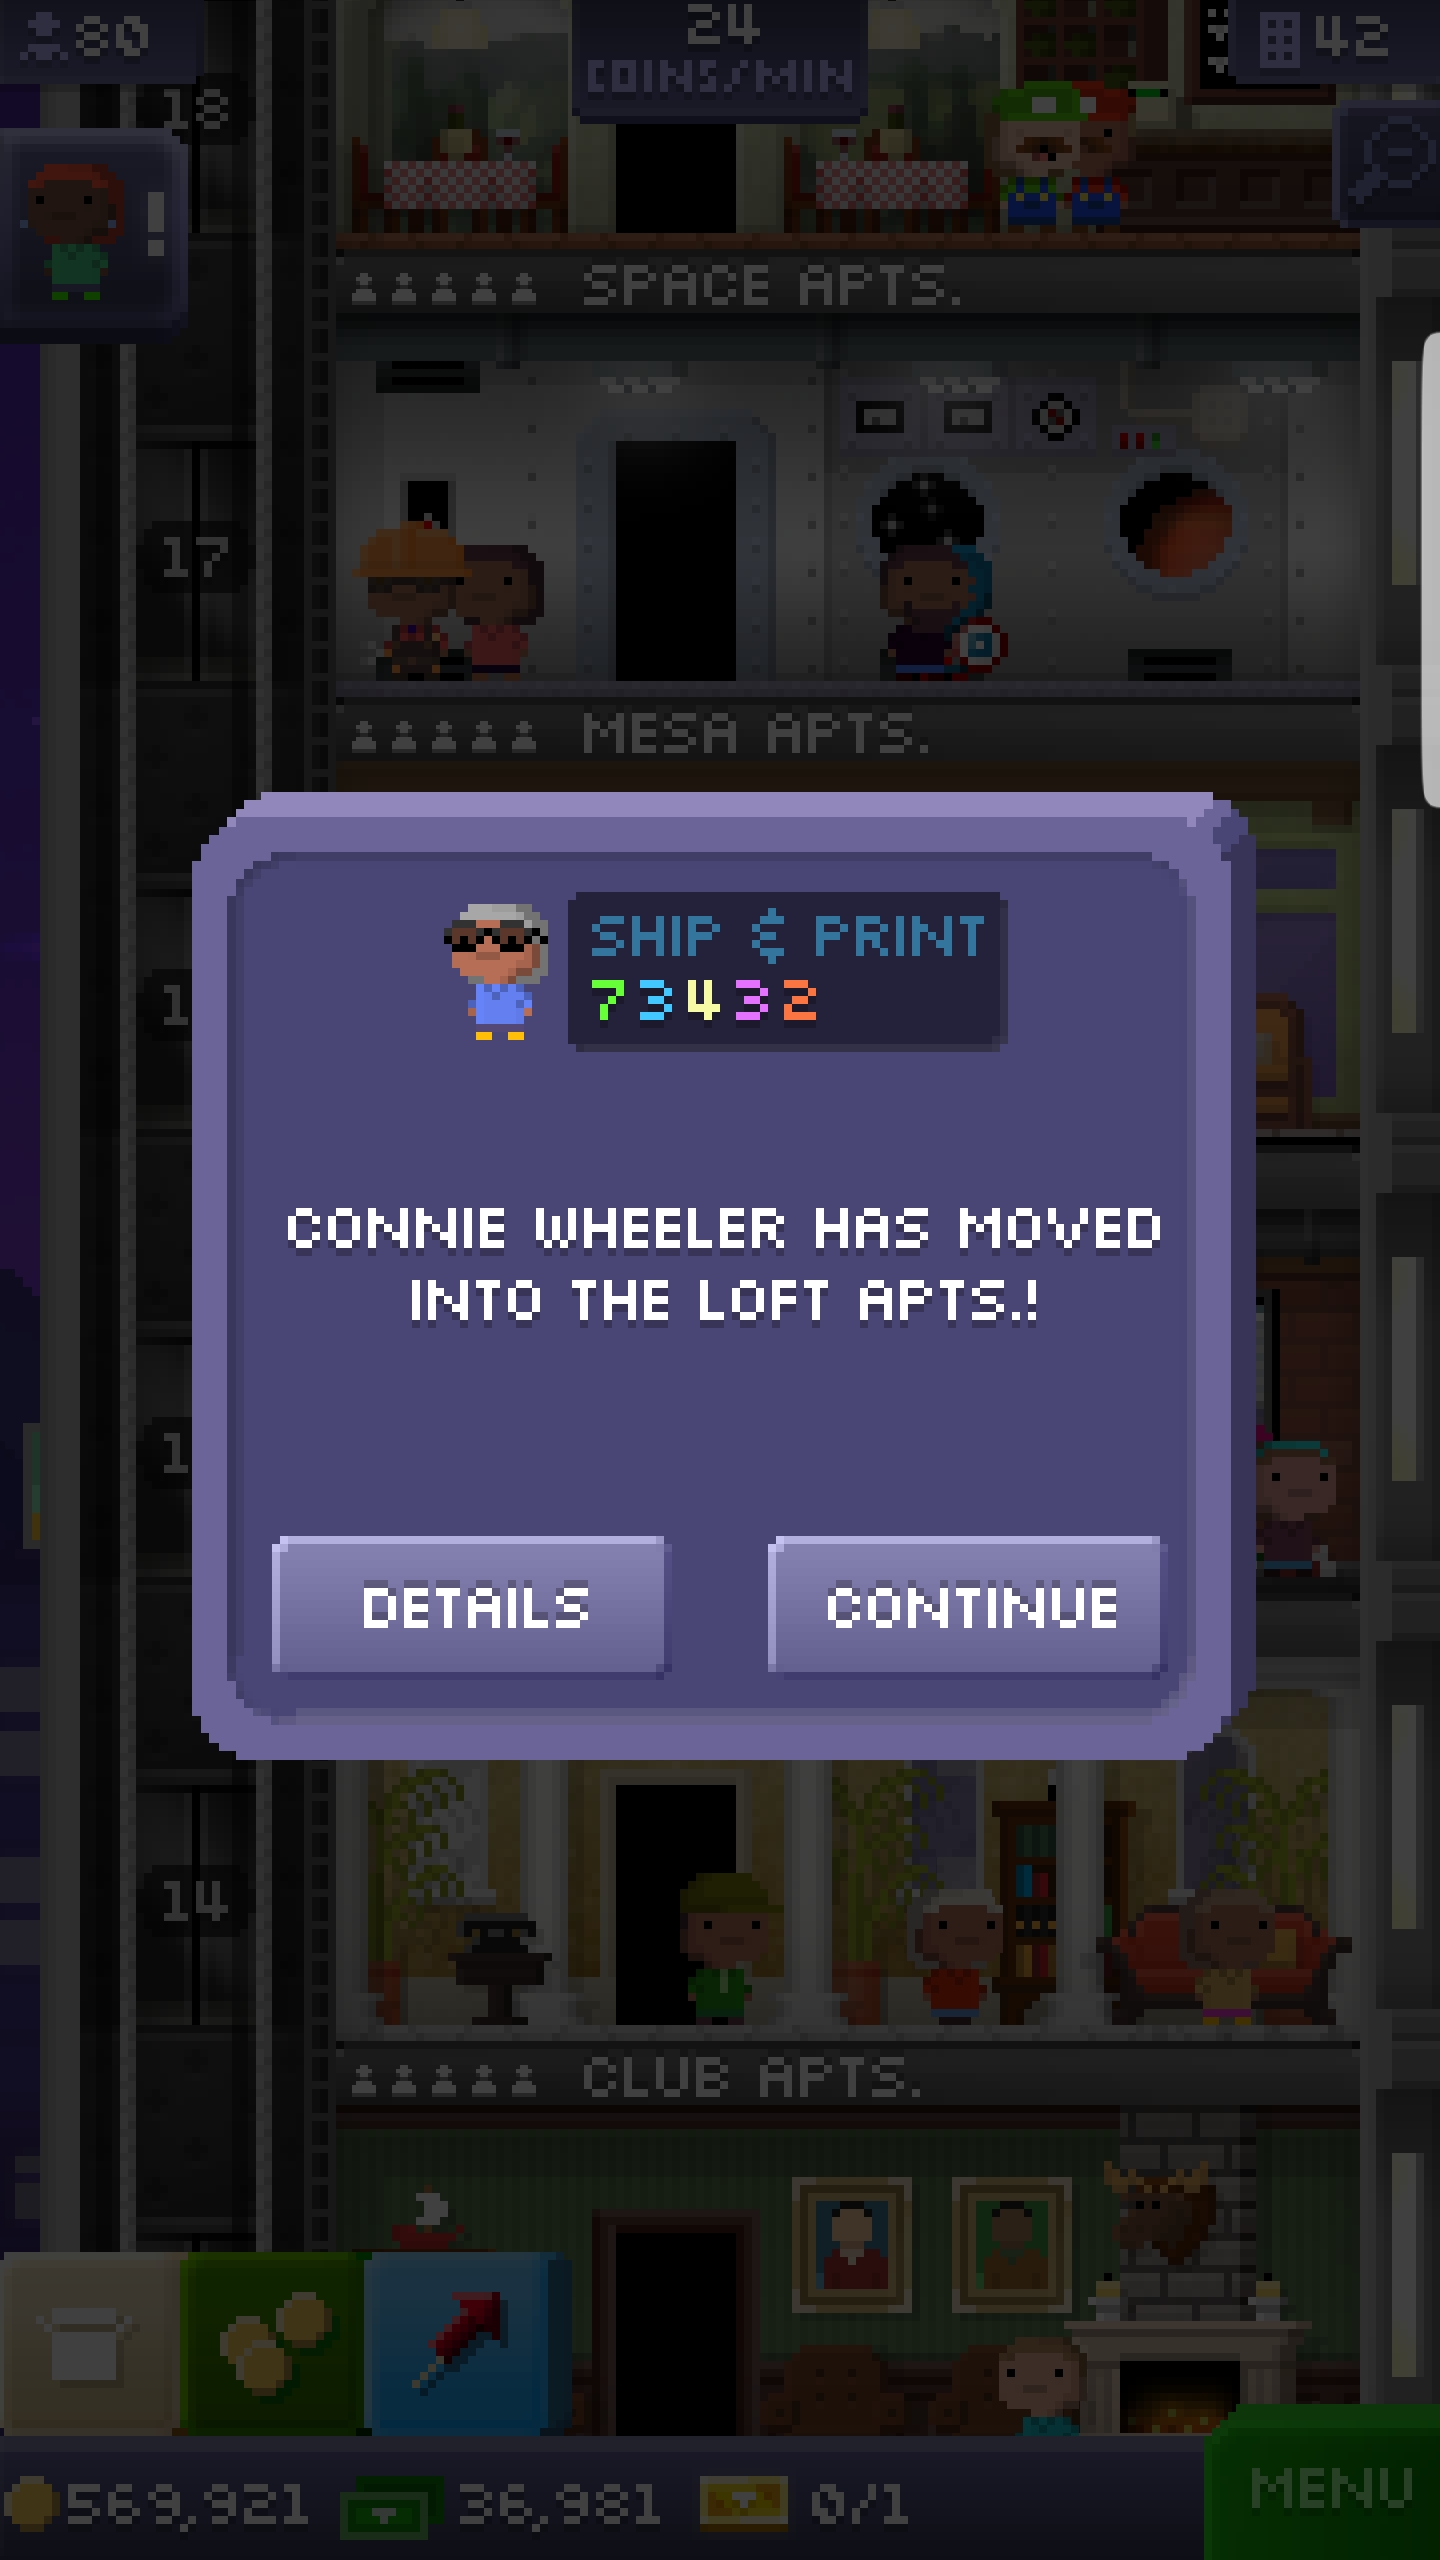 80
24
COINS/MIN
42
18
SPACE APTS.
17
MESA APTS.
SHIP & PRINT
73432
CONNIE WHEELER HAS MOVED
INTO THE LOFT APTS.!
DETAILS
CONTINUE
14
CLUB APTS.
569,921
36,981
0/1
MENU